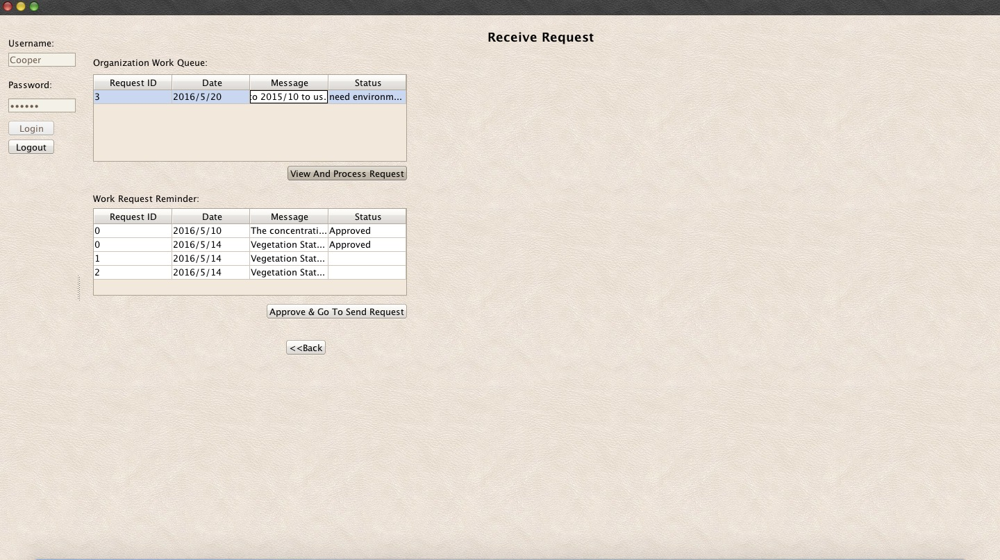 Receive Request
Username:
Cooper
Password:
Login
Logout
Organization Work Queue:
Request ID Date Message Status
3 2016/5/20 to 2015/10 to us. need environm...
View And Process Request
Work Request Reminder:
Request ID Date Message Status
0 2016/5/10 The concentrati... Approved
0 2016/5/14 Vegetation Stat... Approved
1 2016/5/14 Vegetation Stat...
2 2016/5/14 Vegetation Stat...
Approve & Go To Send Request
<<Back